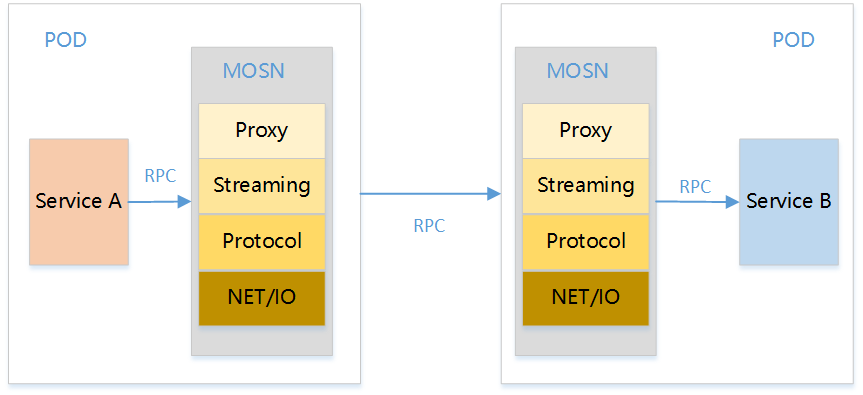 POD
MOSN
Proxy
Streaming
Protocol
NET/IO
Service A
RPC
RPC
POD
MOSN
Proxy
Streaming
Protocol
NET/IO
RPC
Service B